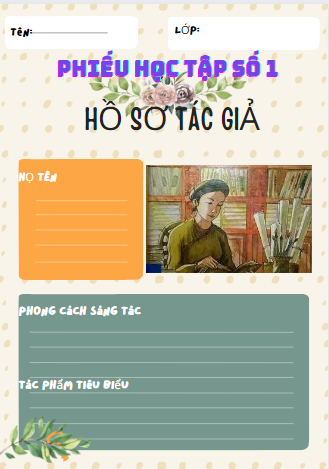 Tên:
LỚP:
PHIẾU HỌC TẬP SỐ 1
HỒ SƠ TÁC GIẢ
HỌ TÊN
PHONG CÁCH SÁNG TÁC
TÁC PHẨM TIÊU BIỂU